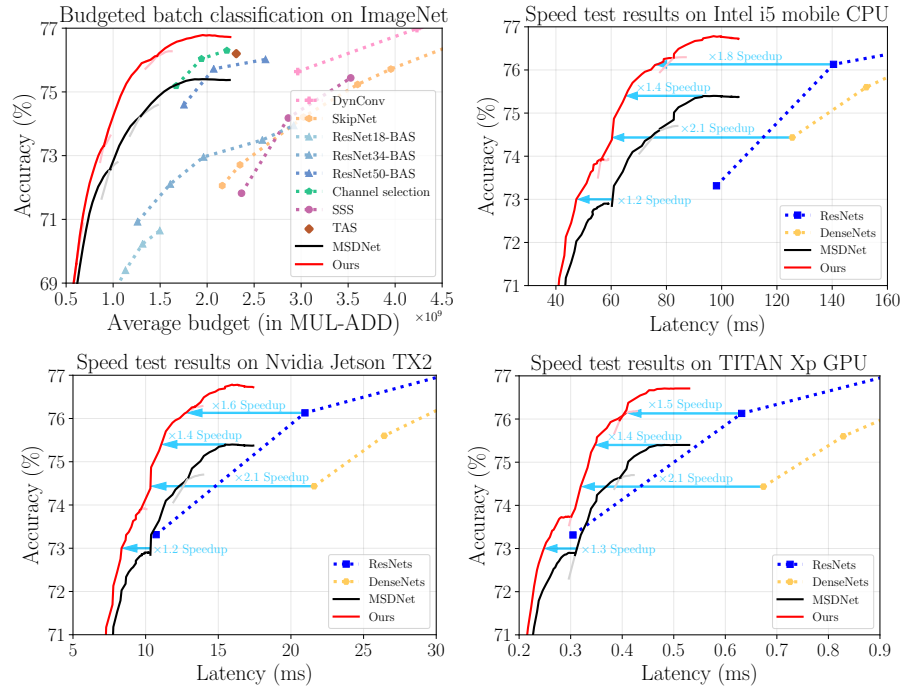 Budgeted batch classification on ImageNet
77
75
73
71
69
Accuracy (%)
0.5 1.0 1.5 2.0 2.5 3.0 3.5 4.0 4.5
×10⁹
Average budget (in MUL-ADD)
DynConv
SkipNet
ResNet18-BAS
ResNet34-BAS
ResNet50-BAS
Channel selection
SSS
TAS
MSDNet
Ours
Speed test results on Intel i5 mobile CPU
77
76
75
74
73
72
71
Accuracy (%)
×1.8 Speedup
×1.4 Speedup
×2.1 Speedup
×1.2 Speedup
40 60 80 100 120 140 160
Latency (ms)
ResNets
DenseNets
MSDNet
Ours
Speed test results on Nvidia Jetson TX2
77
76
75
74
73
72
71
Accuracy (%)
×1.6 Speedup
×1.4 Speedup
×2.1 Speedup
×1.2 Speedup
5 10 15 20 25 30
Latency (ms)
ResNets
DenseNets
MSDNet
Ours
Speed test results on TITAN Xp GPU
77
76
75
74
73
72
71
Accuracy (%)
×1.5 Speedup
×1.4 Speedup
×2.1 Speedup
×1.3 Speedup
0.2 0.3 0.4 0.5 0.6 0.7 0.8 0.9
Latency (ms)
ResNets
DenseNets
MSDNet
Ours